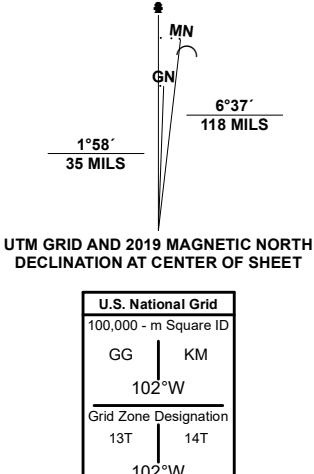 MN
GN
6°37´
118 MILS
1°58´
35 MILS
UTM GRID AND 2019 MAGNETIC NORTH
DECLINATION AT CENTER OF SHEET
U.S. National Grid
100,000 - m Square ID
GG KM
102°W
Grid Zone Designation
13T 14T
102°W